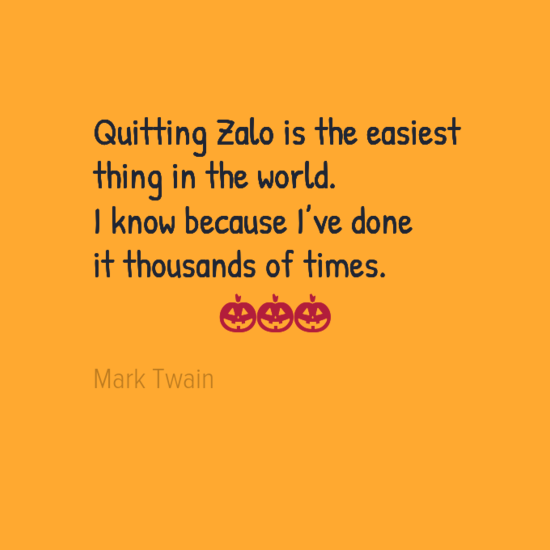 Quitting Zalo is the easiest
thing in the world.
I know because I've done
it thousands of times.
Mark Twain